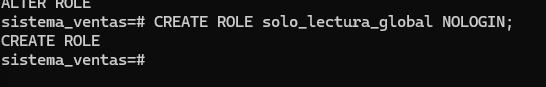 ALTER ROLE
sistema_ventas=# CREATE ROLE solo_lectura_global NOLOGIN;
CREATE ROLE
sistema_ventas=#